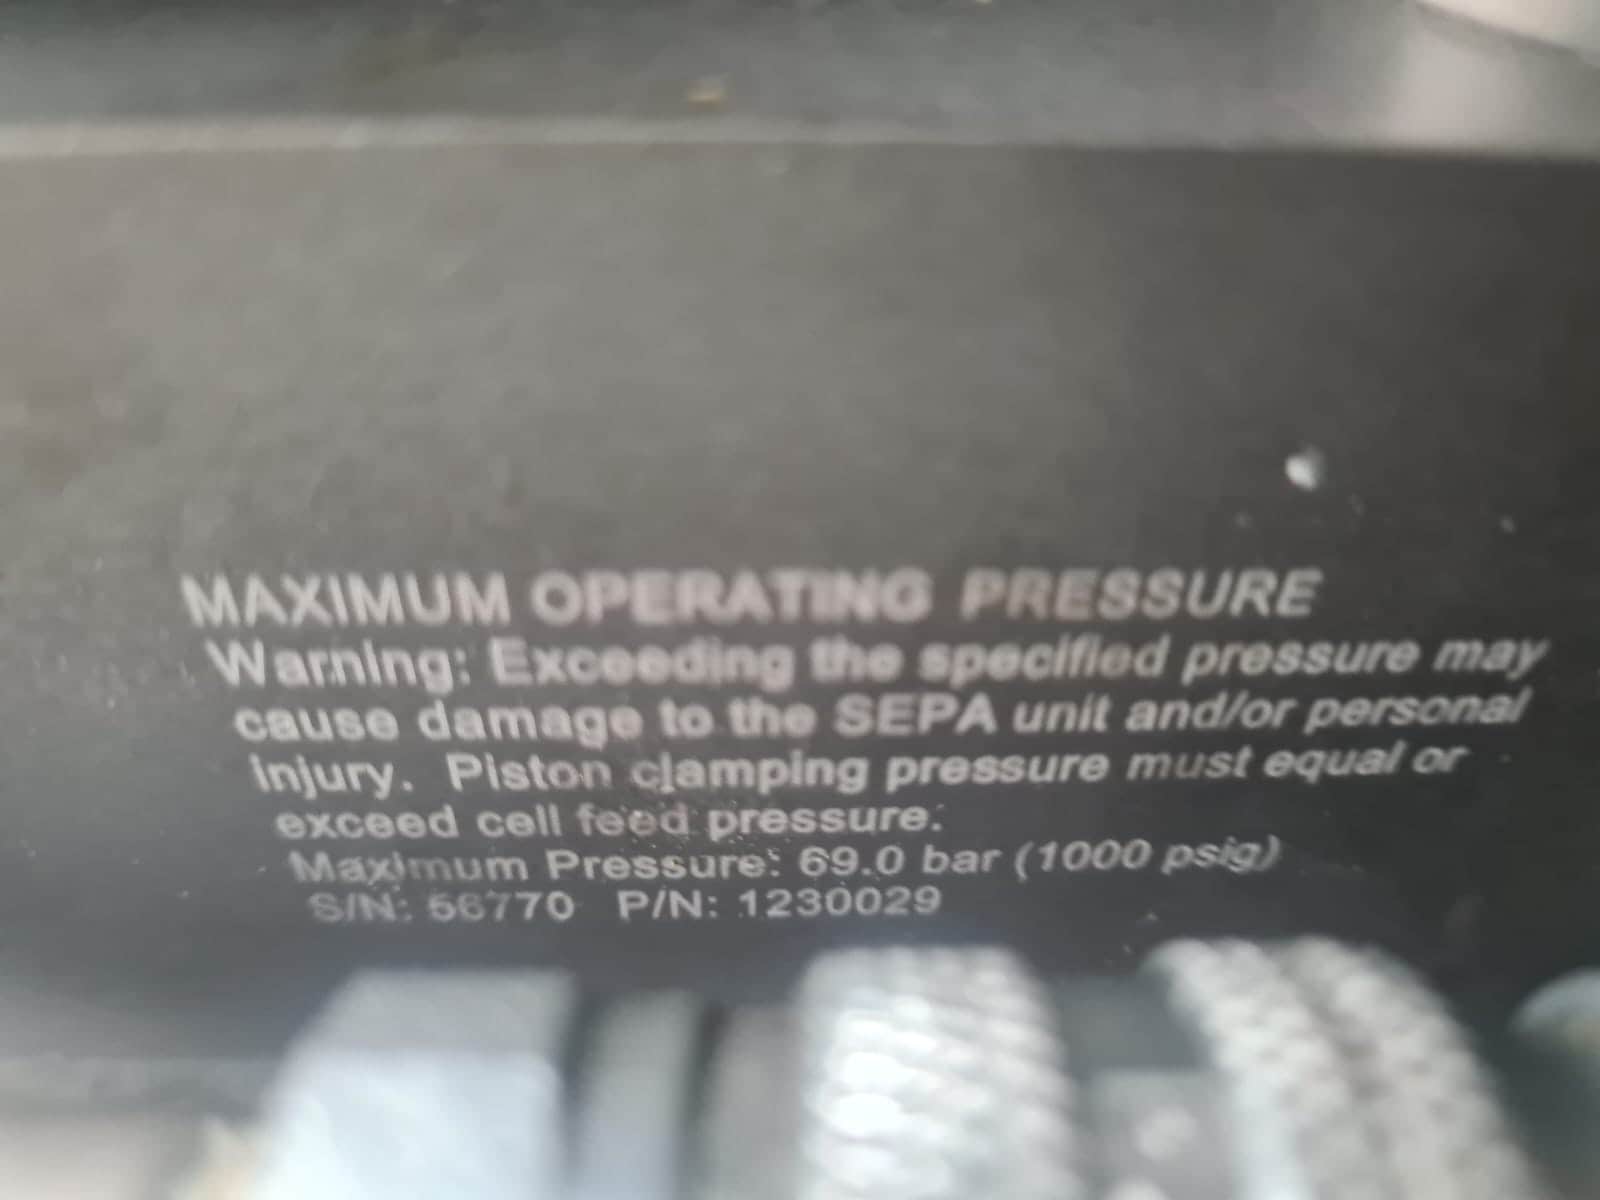 MAXIMUM OPERATING PRESSURE
Warning: Exceeding the specified pressure may
cause damage to the SEPA unit and/or personal
injury. Piston clamping pressure must equal or
exceed cell feed pressure.
Maximum Pressure: 69.0 bar (1000 psig)
S/N: 56770 P/N: 1230029